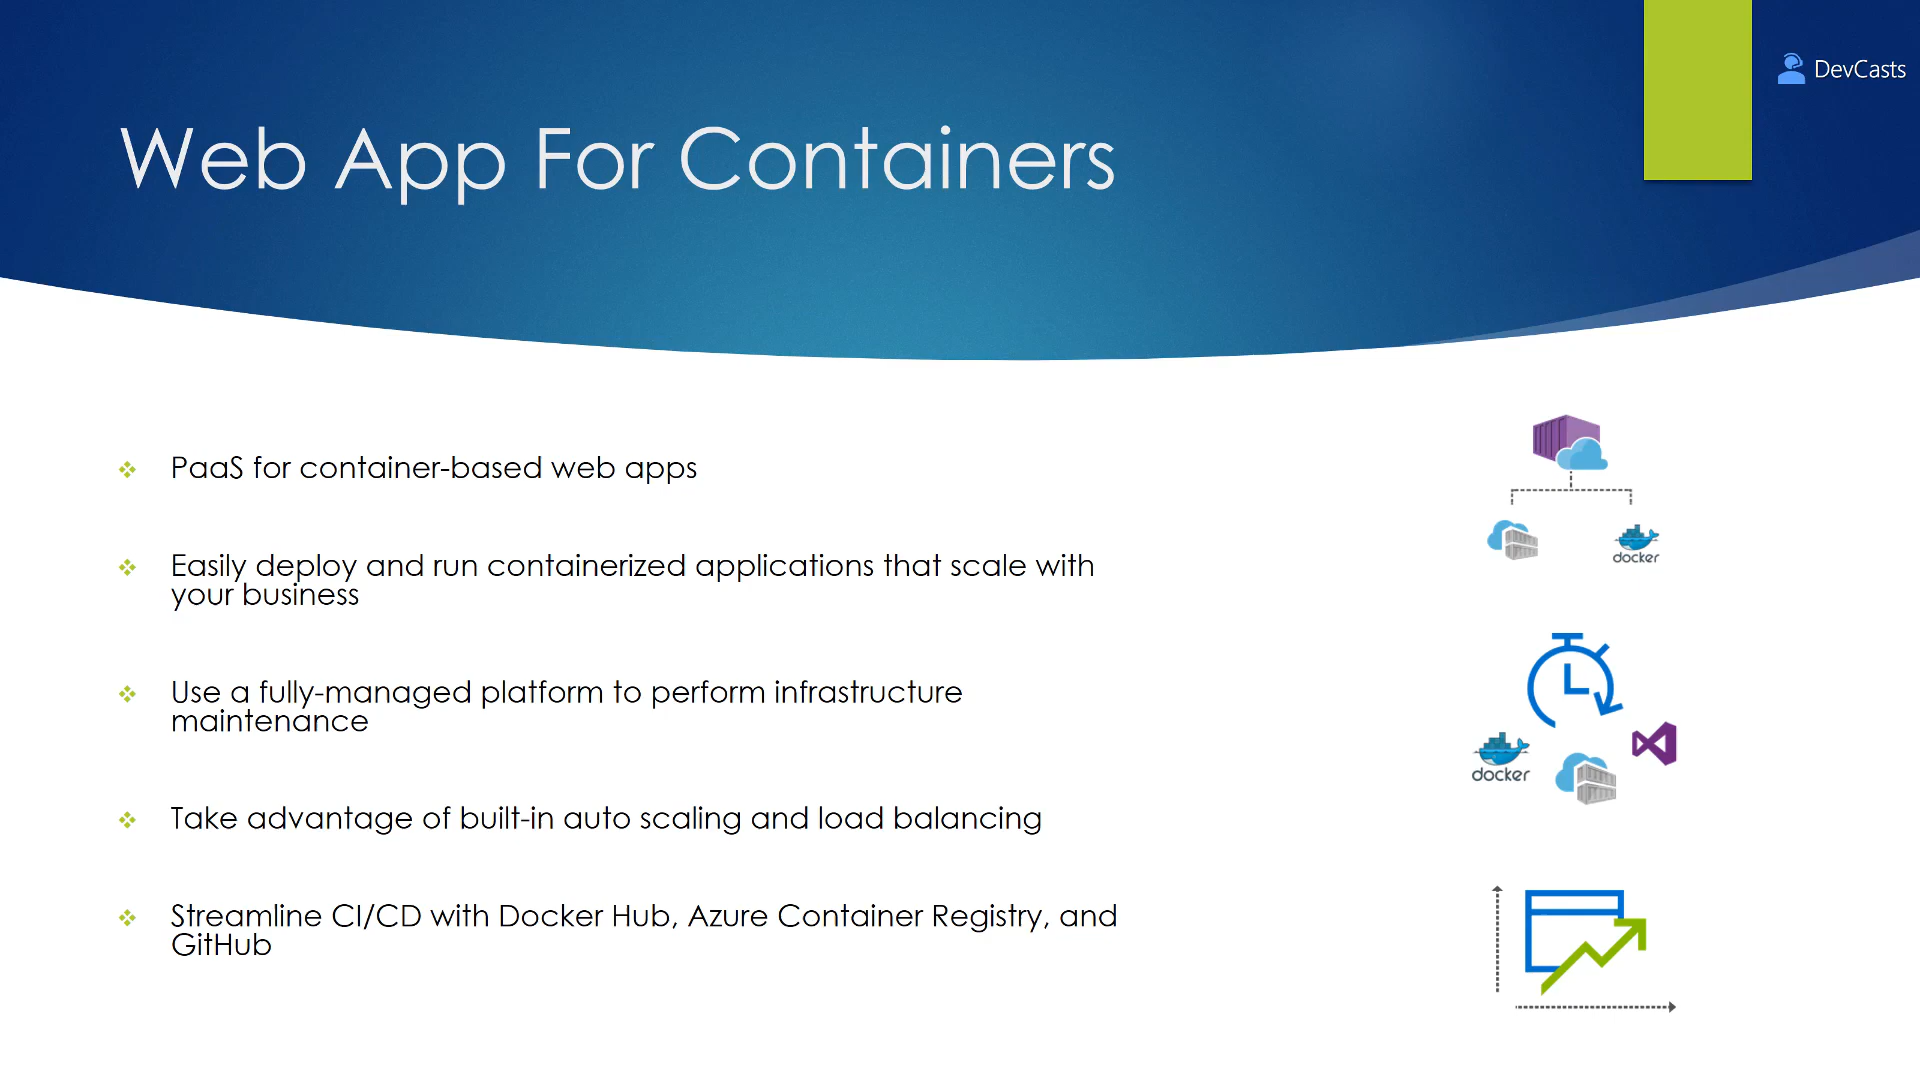 DevCasts
Web App For Containers
PaaS for container-based web apps
Easily deploy and run containerized applications that scale with
your business
Use a fully-managed platform to perform infrastructure
maintenance
Take advantage of built-in auto scaling and load balancing
Streamline CI/CD with Docker Hub, Azure Container Registry, and
GitHub
docker
docker